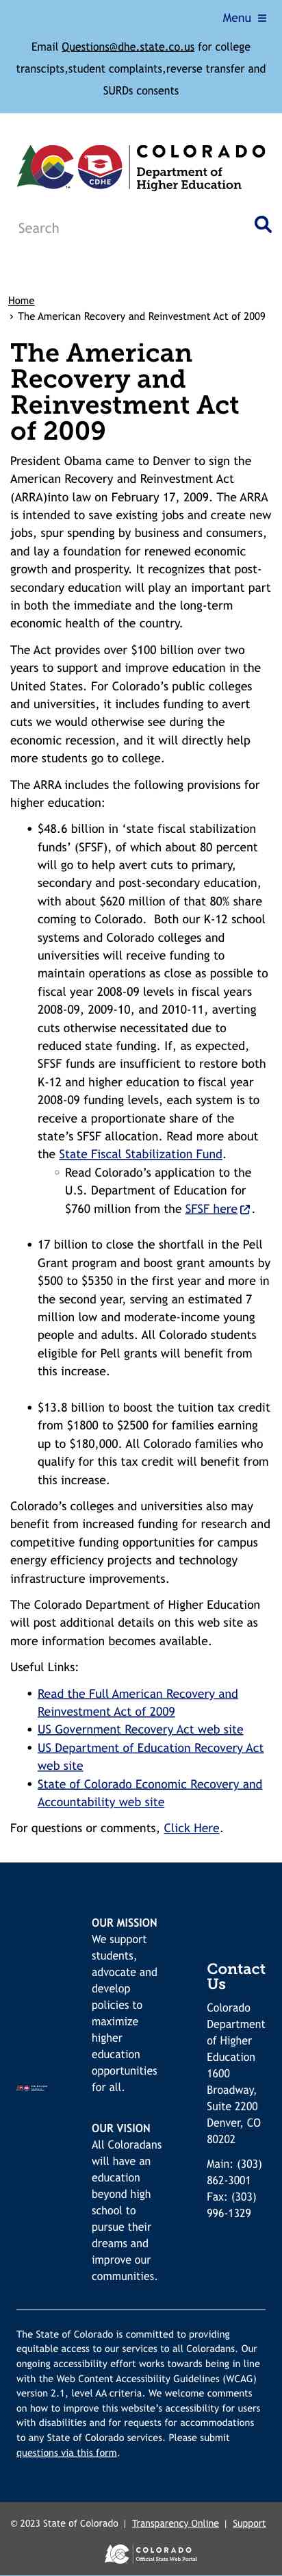 Menu ≡
Email Questions@dhe.state.co.us for college
transcipts,student complaints,reverse transfer and
SURDs consents
CDHE
COLORADO
Department of
Higher Education
Search
Home
› The American Recovery and Reinvestment Act of 2009
The American
Recovery and
Reinvestment Act
of 2009
President Obama came to Denver to sign the
American Recovery and Reinvestment Act
(ARRA)into law on February 17, 2009. The ARRA
is intended to save existing jobs and create new
jobs, spur spending by business and consumers,
and lay a foundation for renewed economic
growth and prosperity. It recognizes that post-
secondary education will play an important part
in both the immediate and the long-term
economic health of the country.
The Act provides over $100 billion over two
years to support and improve education in the
United States. For Colorado’s public colleges
and universities, it includes funding to avert
cuts we would otherwise see during the
economic recession, and it will directly help
more students go to college.
The ARRA includes the following provisions for
higher education:
• $48.6 billion in ‘state fiscal stabilization
funds’ (SFSF), of which about 80 percent
will go to help avert cuts to primary,
secondary and post-secondary education,
with about $620 million of that 80% share
coming to Colorado.  Both our K-12 school
systems and Colorado colleges and
universities will receive funding to
maintain operations as close as possible to
fiscal year 2008-09 levels in fiscal years
2008-09, 2009-10, and 2010-11, averting
cuts otherwise necessitated due to
reduced state funding. If, as expected,
SFSF funds are insufficient to restore both
K-12 and higher education to fiscal year
2008-09 funding levels, each system is to
receive a proportionate share of the
state’s SFSF allocation. Read more about
the State Fiscal Stabilization Fund.
○ Read Colorado’s application to the
U.S. Department of Education for
$760 million from the SFSF here.
• 17 billion to close the shortfall in the Pell
Grant program and boost grant amounts by
$500 to $5350 in the first year and more in
the second year, serving an estimated 7
million low and moderate-income young
people and adults. All Colorado students
eligible for Pell grants will benefit from
this increase.
• $13.8 billion to boost the tuition tax credit
from $1800 to $2500 for families earning
up to $180,000. All Colorado families who
qualify for this tax credit will benefit from
this increase.
Colorado’s colleges and universities also may
benefit from increased funding for research and
competitive funding opportunities for campus
energy efficiency projects and technology
infrastructure improvements.
The Colorado Department of Higher Education
will post additional details on this web site as
more information becomes available.
Useful Links:
• Read the Full American Recovery and
Reinvestment Act of 2009
• US Government Recovery Act web site
• US Department of Education Recovery Act
web site
• State of Colorado Economic Recovery and
Accountability web site
For questions or comments, Click Here.
OUR MISSION
We support
students,
advocate and
develop
policies to
maximize
higher
education
opportunities
for all.
OUR VISION
All Coloradans
will have an
education
beyond high
school to
pursue their
dreams and
improve our
communities.
Contact
Us
Colorado
Department
of Higher
Education
1600
Broadway,
Suite 2200
Denver, CO
80202
Main: (303)
862-3001
Fax: (303)
996-1329
The State of Colorado is committed to providing
equitable access to our services to all Coloradans. Our
ongoing accessibility effort works towards being in line
with the Web Content Accessibility Guidelines (WCAG)
version 2.1, level AA criteria. We welcome comments
on how to improve this website’s accessibility for users
with disabilities and for requests for accommodations
to any State of Colorado services. Please submit
questions via this form.
© 2023 State of Colorado | Transparency Online | Support
COLORADO
Official State Web Portal